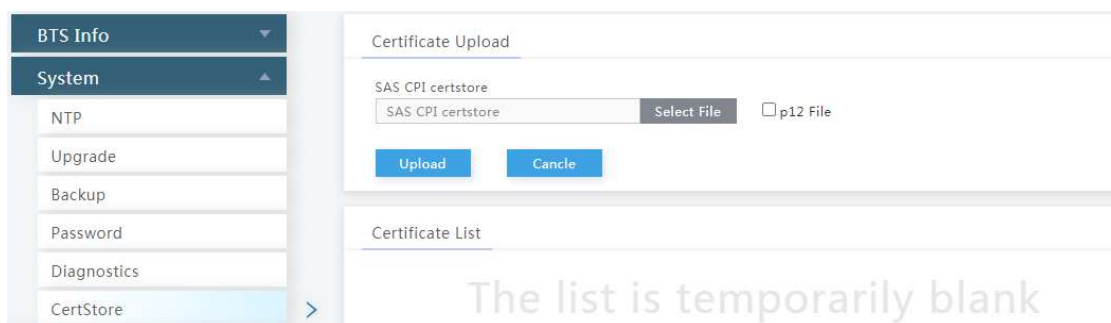 BTS Info
System
NTP
Upgrade
Backup
Password
Diagnostics
CertStore
Certificate Upload
SAS CPI certstore
SAS CPI certstore Select File p12 File
Upload Cancle
Certificate List
The list is temporarily blank